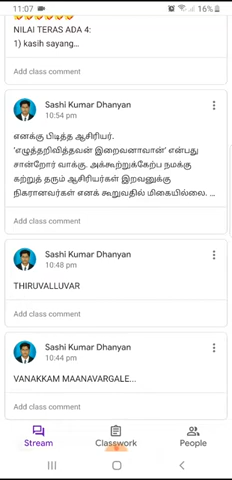 11:07
16%
NILAI TERAS ADA 4:
1) kasih sayang...
Add class comment
Sashi Kumar Dhanyan
10:54 pm
எனக்கு பிடித்த ஆசிரியர்.
'எழுத்தறிவித்தவன் இறைவனாவான்' என்பது
சான்றோர் வாக்கு. அக்கூற்றுக்கேற்ப நமக்கு
கற்றுத் தரும் ஆசிரியர்கள் இறவனுக்கு
நிகரானவர்கள் எனக் கூறுவதில் மிகையில்லை. ...
Add class comment
Sashi Kumar Dhanyan
10:48 pm
THIRUVALLUVAR
Add class comment
Sashi Kumar Dhanyan
10:44 pm
VANAKKAM MAANAVARGALE...
Add class comment
Stream
Classwork
People